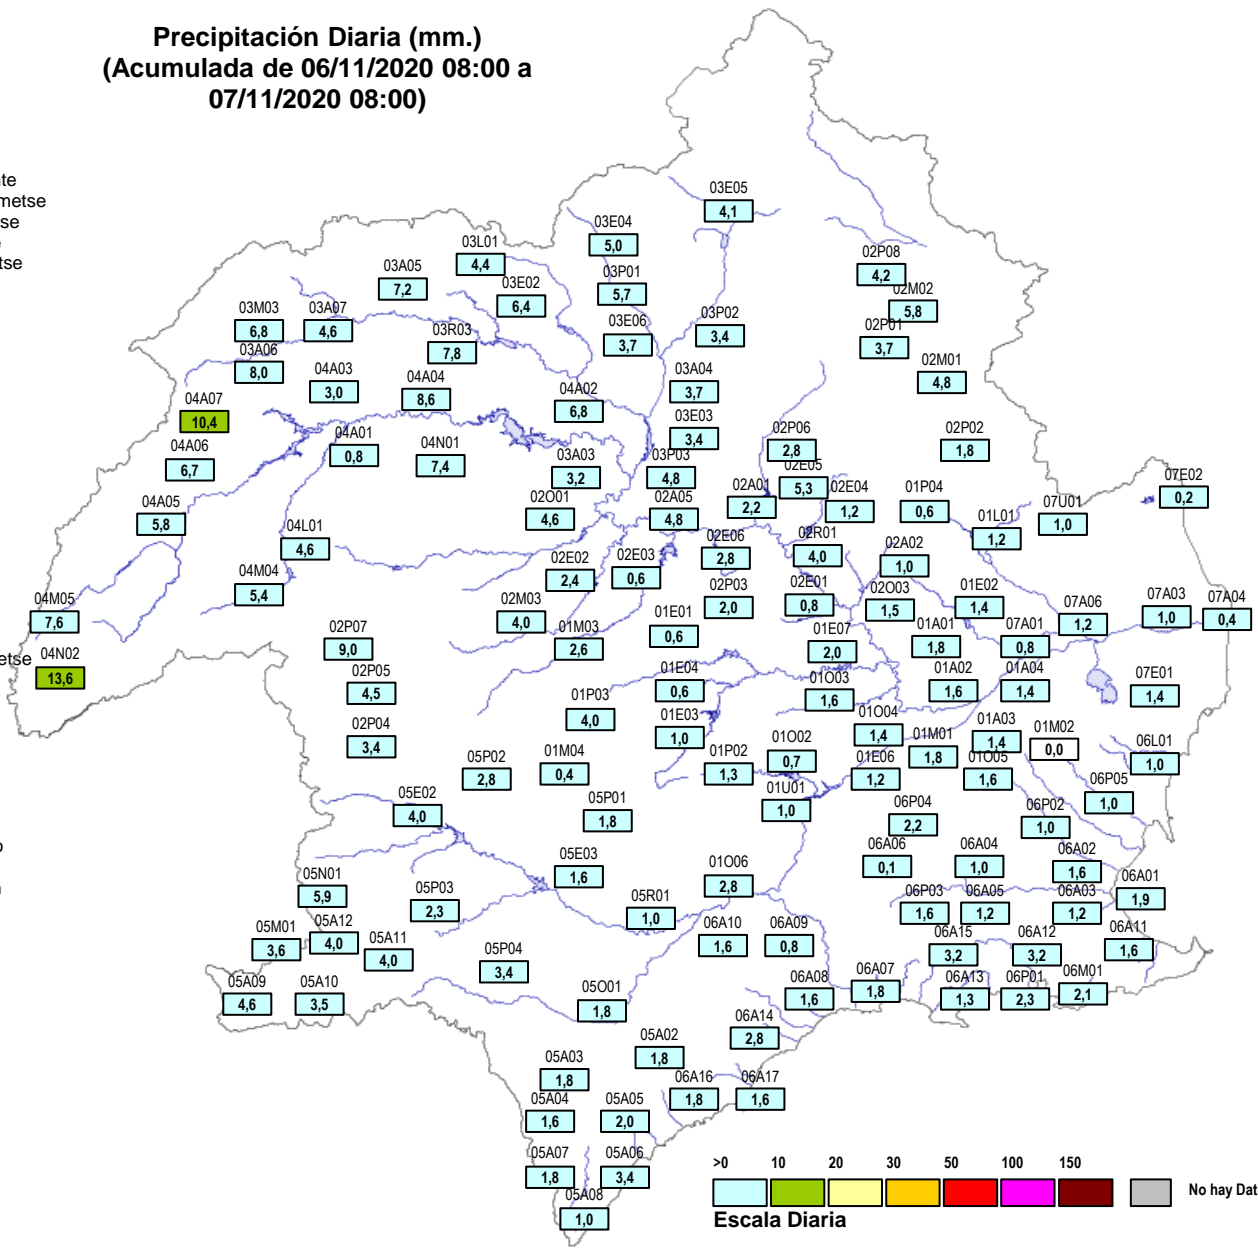 Precipitación Diaria (mm.)
(Acumulada de 06/11/2020 08:00 a
07/11/2020 08:00)
nte
metse
se
e
tse
etse
o
n
03E05
4,1
03E04
5,0
03L01
4,4
03A05
7,2
03E02
6,4
03P01
5,7
02P08
4,2
02M02
5,8
03M03
6,8
03A07
4,6
03P02
3,4
03R03
7,8
03E06
3,7
02P01
3,7
03A06
8,0
04A03
3,0
04A04
8,6
03A04
3,7
02M01
4,8
04A07
10,4
04A02
6,8
03E03
3,4
04A06
6,7
04A01
0,8
04N01
7,4
02P06
2,8
02P02
1,8
03A03
3,2
03P03
4,8
02E05
5,3
07E02
0,2
04A05
5,8
02O01
4,6
02A05
4,8
02A01
2,2
02E04
1,2
01P04
0,6
07U01
1,0
04L01
4,6
01L01
1,2
02E06
2,8
02R01
4,0
02A02
1,0
04M04
5,4
02E02
2,4
02E03
0,6
04M05
7,6
02M03
4,0
02P03
2,0
02E01
0,8
02O03
1,5
01E02
1,4
07A06
1,2
07A03
1,0
07A04
0,4
02P07
9,0
01M03
2,6
01E01
0,6
01E07
2,0
01A01
1,8
07A01
0,8
04N02
13,6
02P05
4,5
01E04
0,6
01O03
1,6
01A02
1,6
01A04
1,4
07E01
1,4
01P03
4,0
02P04
3,4
01E03
1,0
01O04
1,4
01A03
1,4
01M02
0,0
05P02
2,8
01M04
0,4
01P02
1,3
01O02
0,7
01M01
1,8
01E06
1,2
01O05
1,6
06L01
1,0
05E02
4,0
05P01
1,8
01U01
1,0
06P04
2,2
06P02
1,0
06P05
1,0
05E03
1,6
01O06
2,8
06A06
0,1
06A04
1,0
06A02
1,6
05N01
5,9
05P03
2,3
05R01
1,0
06P03
1,6
06A05
1,2
06A03
1,2
06A01
1,9
05M01
3,6
05A12
4,0
05A11
4,0
06A10
1,6
06A09
0,8
06A15
3,2
06A12
3,2
06A11
1,6
05P04
3,4
05A09
4,6
05A10
3,5
05O01
1,8
06A08
1,6
06A07
1,8
06A13
1,3
06P01
2,3
06M01
2,1
06A14
2,8
05A02
1,8
05A03
1,8
06A16
1,8
06A17
1,6
05A04
1,6
05A05
2,0
05A07
1,8
05A06
3,4
05A08
1,0
>0 10 20 30 50 100 150
No hay Dat
Escala Diaria